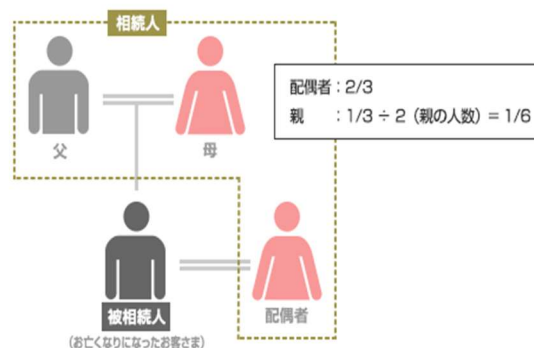 相続人
父
母
配偶者：2/3
親　：1/3 ÷ 2（親の人数）＝ 1/6
被相続人
（お亡くなりになったお客さま）
配偶者